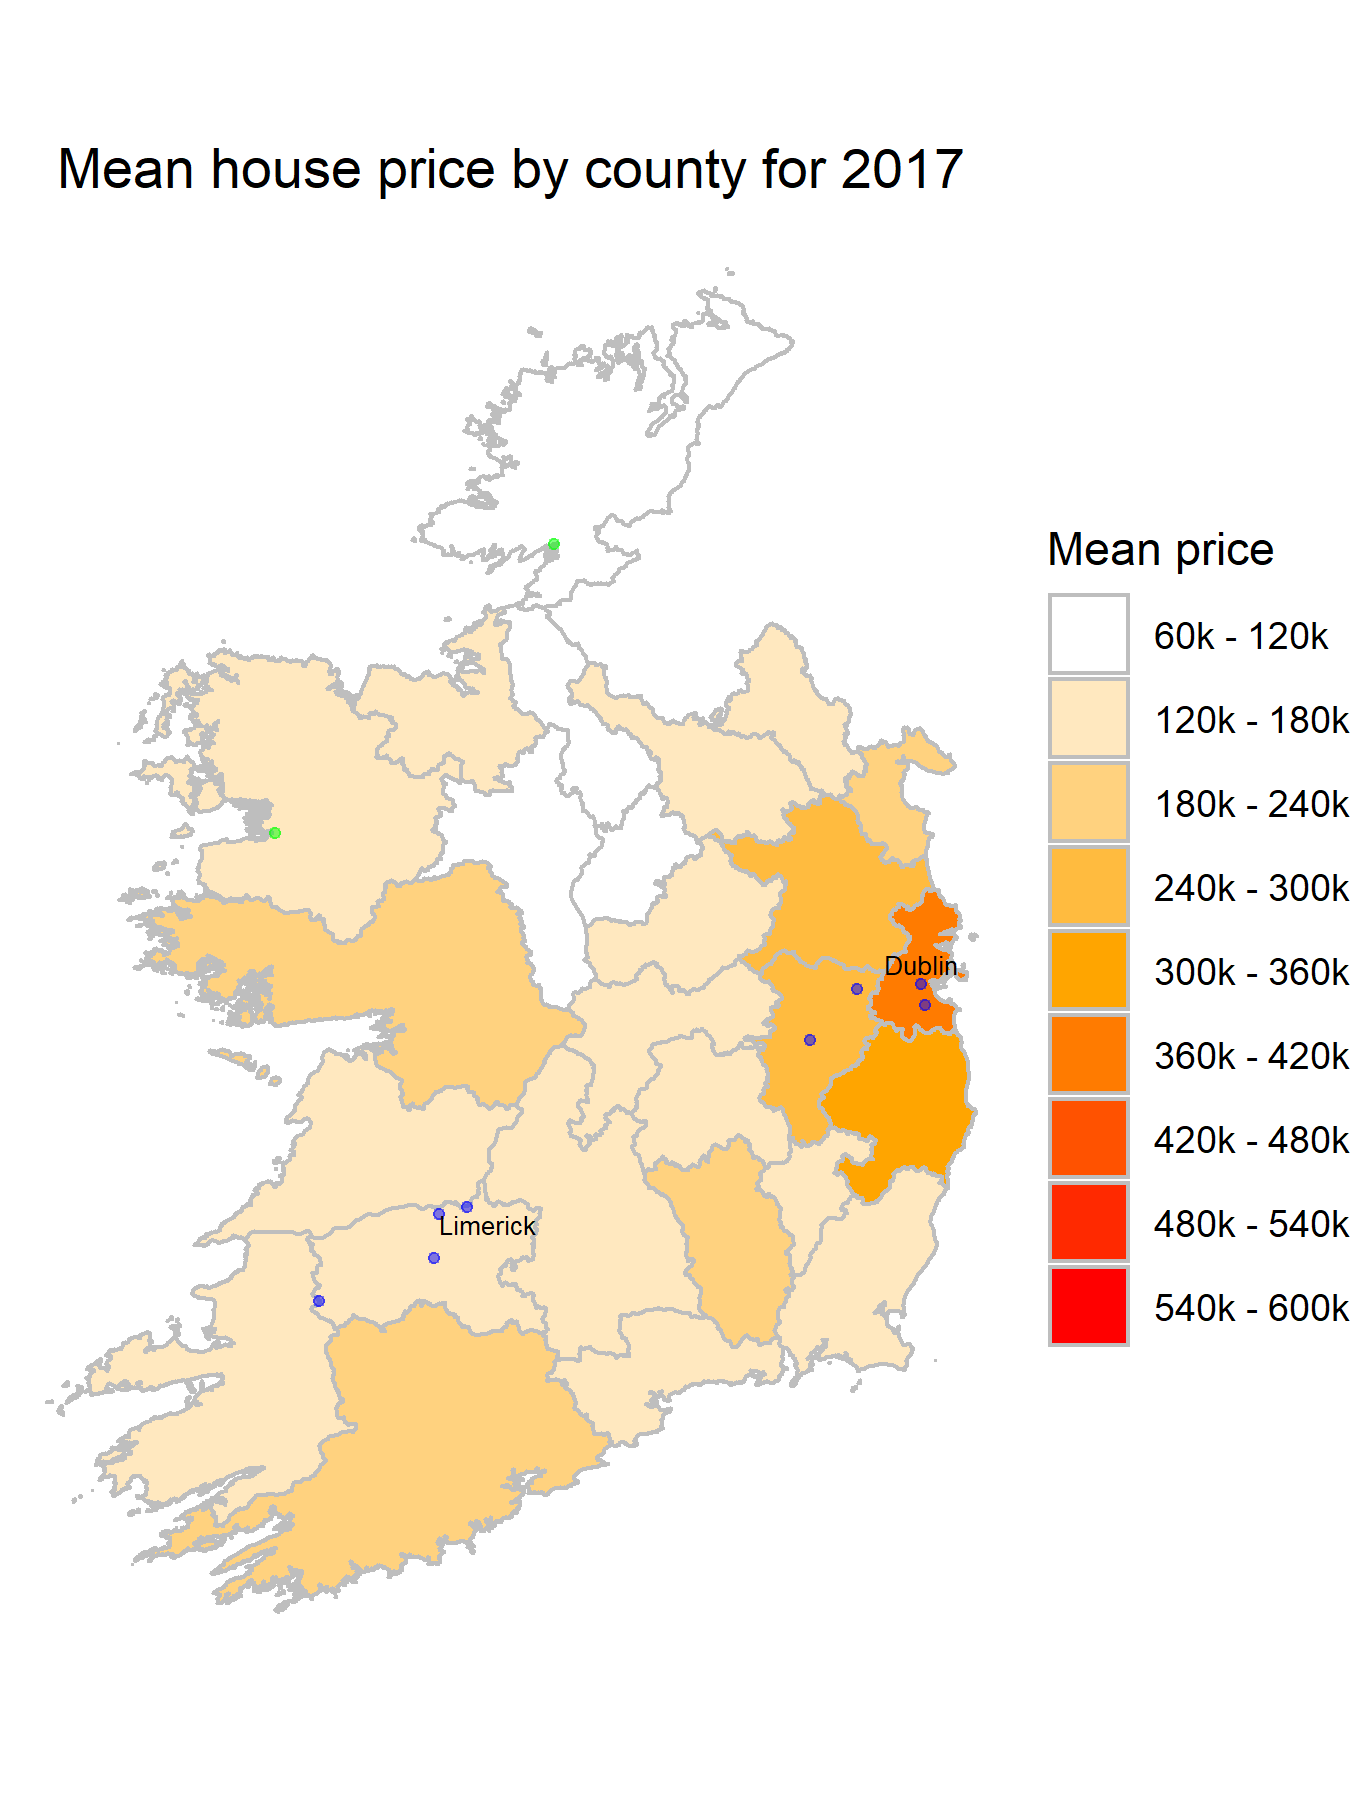 Mean house price by county for 2017
Mean price
60k - 120k
120k - 180k
180k - 240k
240k - 300k
300k - 360k
360k - 420k
420k - 480k
480k - 540k
540k - 600k
Dublin
Limerick